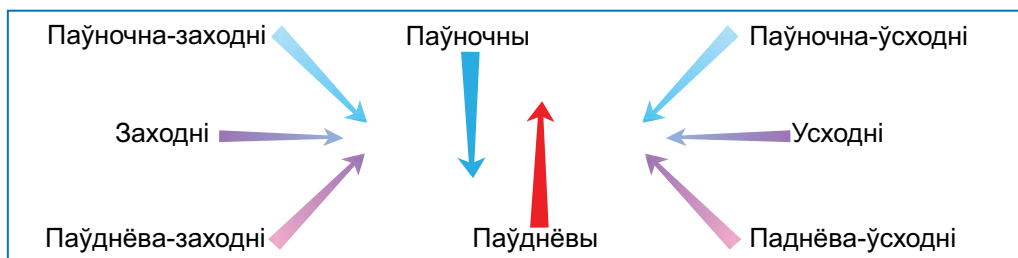 Паўночна-заходні
Паўночны
Паўночна-ўсходні
Заходні
Усходні
Паўднёва-заходні
Паўднёвы
Паднёва-ўсходні